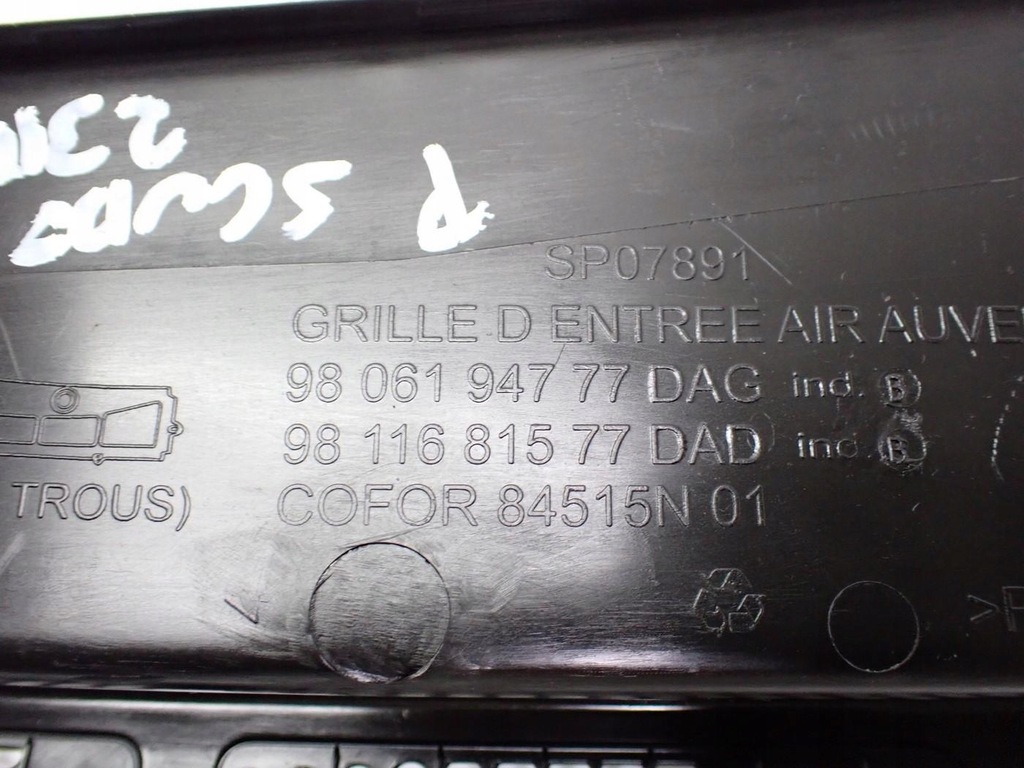 SP07891
GRILLE D ENTREE AIR AUVE
98 061 947 77 DAG ind. B
98 116 815 77 DAD ind B
TROUS)
COFOR 84515N 01
P SCUDO